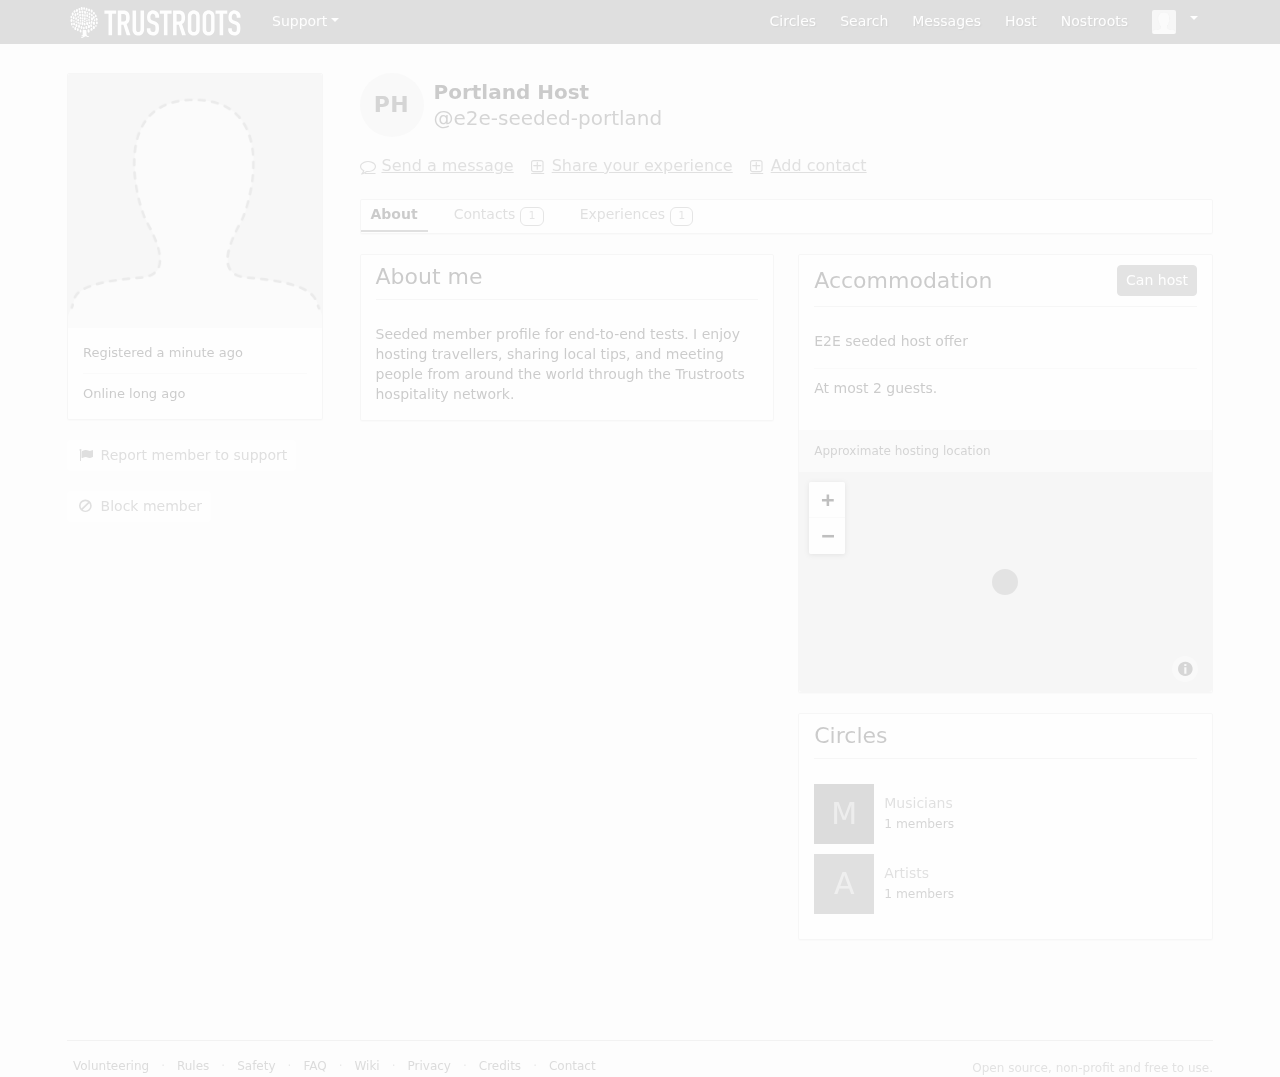 TRUSTROOTS
Support
Circles
Search
Messages
Host
Nostroots
PH
Portland Host
@e2e-seeded-portland
Send a message
Share your experience
Add contact
About
Contacts 1
Experiences 1
Registered a minute ago
Online long ago
Report member to support
Block member
About me
Seeded member profile for end-to-end tests. I enjoy
hosting travellers, sharing local tips, and meeting
people from around the world through the Trustroots
hospitality network.
Accommodation
Can host
E2E seeded host offer
At most 2 guests.
Approximate hosting location
+
−
Circles
M
Musicians
1 members
A
Artists
1 members
Volunteering · Rules · Safety · FAQ · Wiki · Privacy · Credits · Contact
Open source, non-profit and free to use.